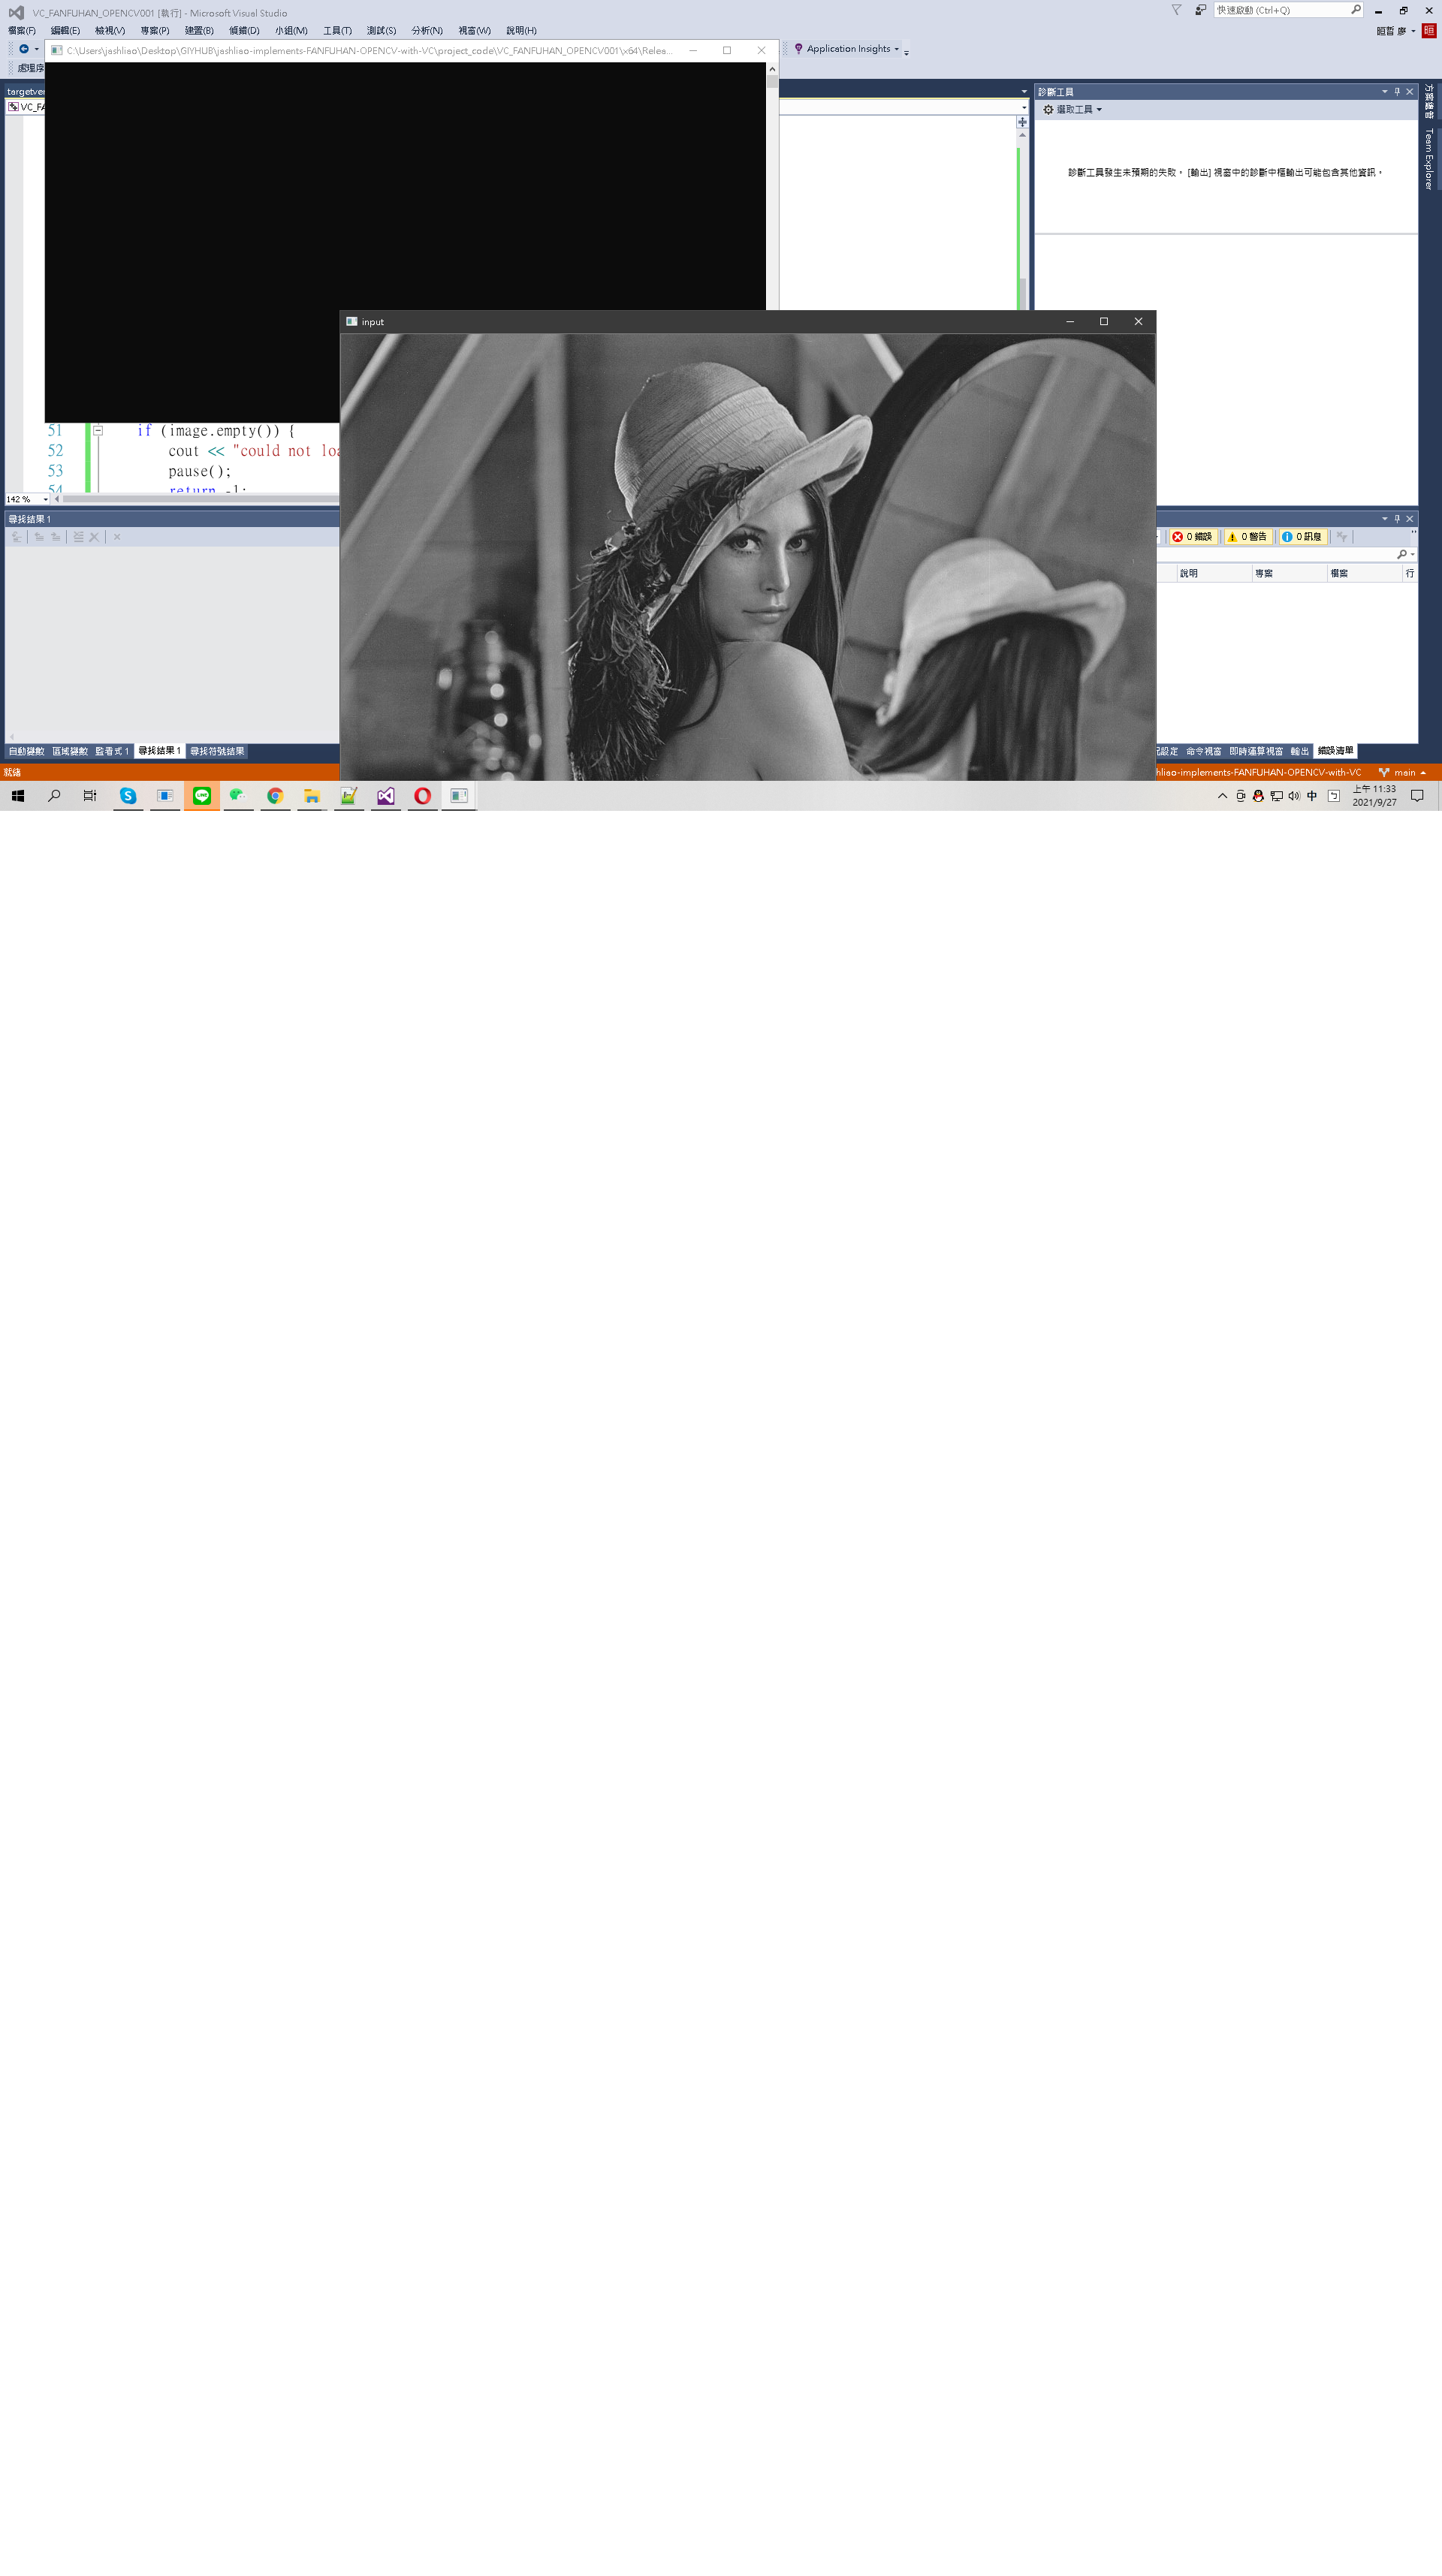 VC_FANFUHAN_OPENCV001 [執行] - Microsoft Visual Studio
快速啟動 (Ctrl+Q)
檔案(F) 編輯(E) 檢視(V) 專案(P) 建置(B) 偵錯(D) 小組(M) 工具(T) 測試(S) 分析(N) 視窗(W) 說明(H)
C:\Users\jashliao\Desktop\GIYHUB\jashliao-implements-FANFUHAN-OPENCV-with-VC\project_code\VC_FANFUHAN_OPENCV001\x64\Relea...
Application Insights
處理序
targetver
VC_FA
診斷工具
選取工具
診斷工具發生未預期的失敗。 [輸出] 視窗中的診斷中樞輸出可能包含其他資訊。
方案總管
Team Explorer
input
51 if (image.empty()) {
52 cout << "could not loa
53 pause();
54 return -1;
142 %
尋找結果 1
0 錯誤 0 警告 0 訊息
說明 專案 檔案 行
自動變數 區域變數 監看式 1 尋找結果 1 尋找符號結果
設定 命令視窗 即時運算視窗 輸出 錯誤清單
就緒
hliao-implements-FANFUHAN-OPENCV-with-VC main
中
上午 11:33
2021/9/27